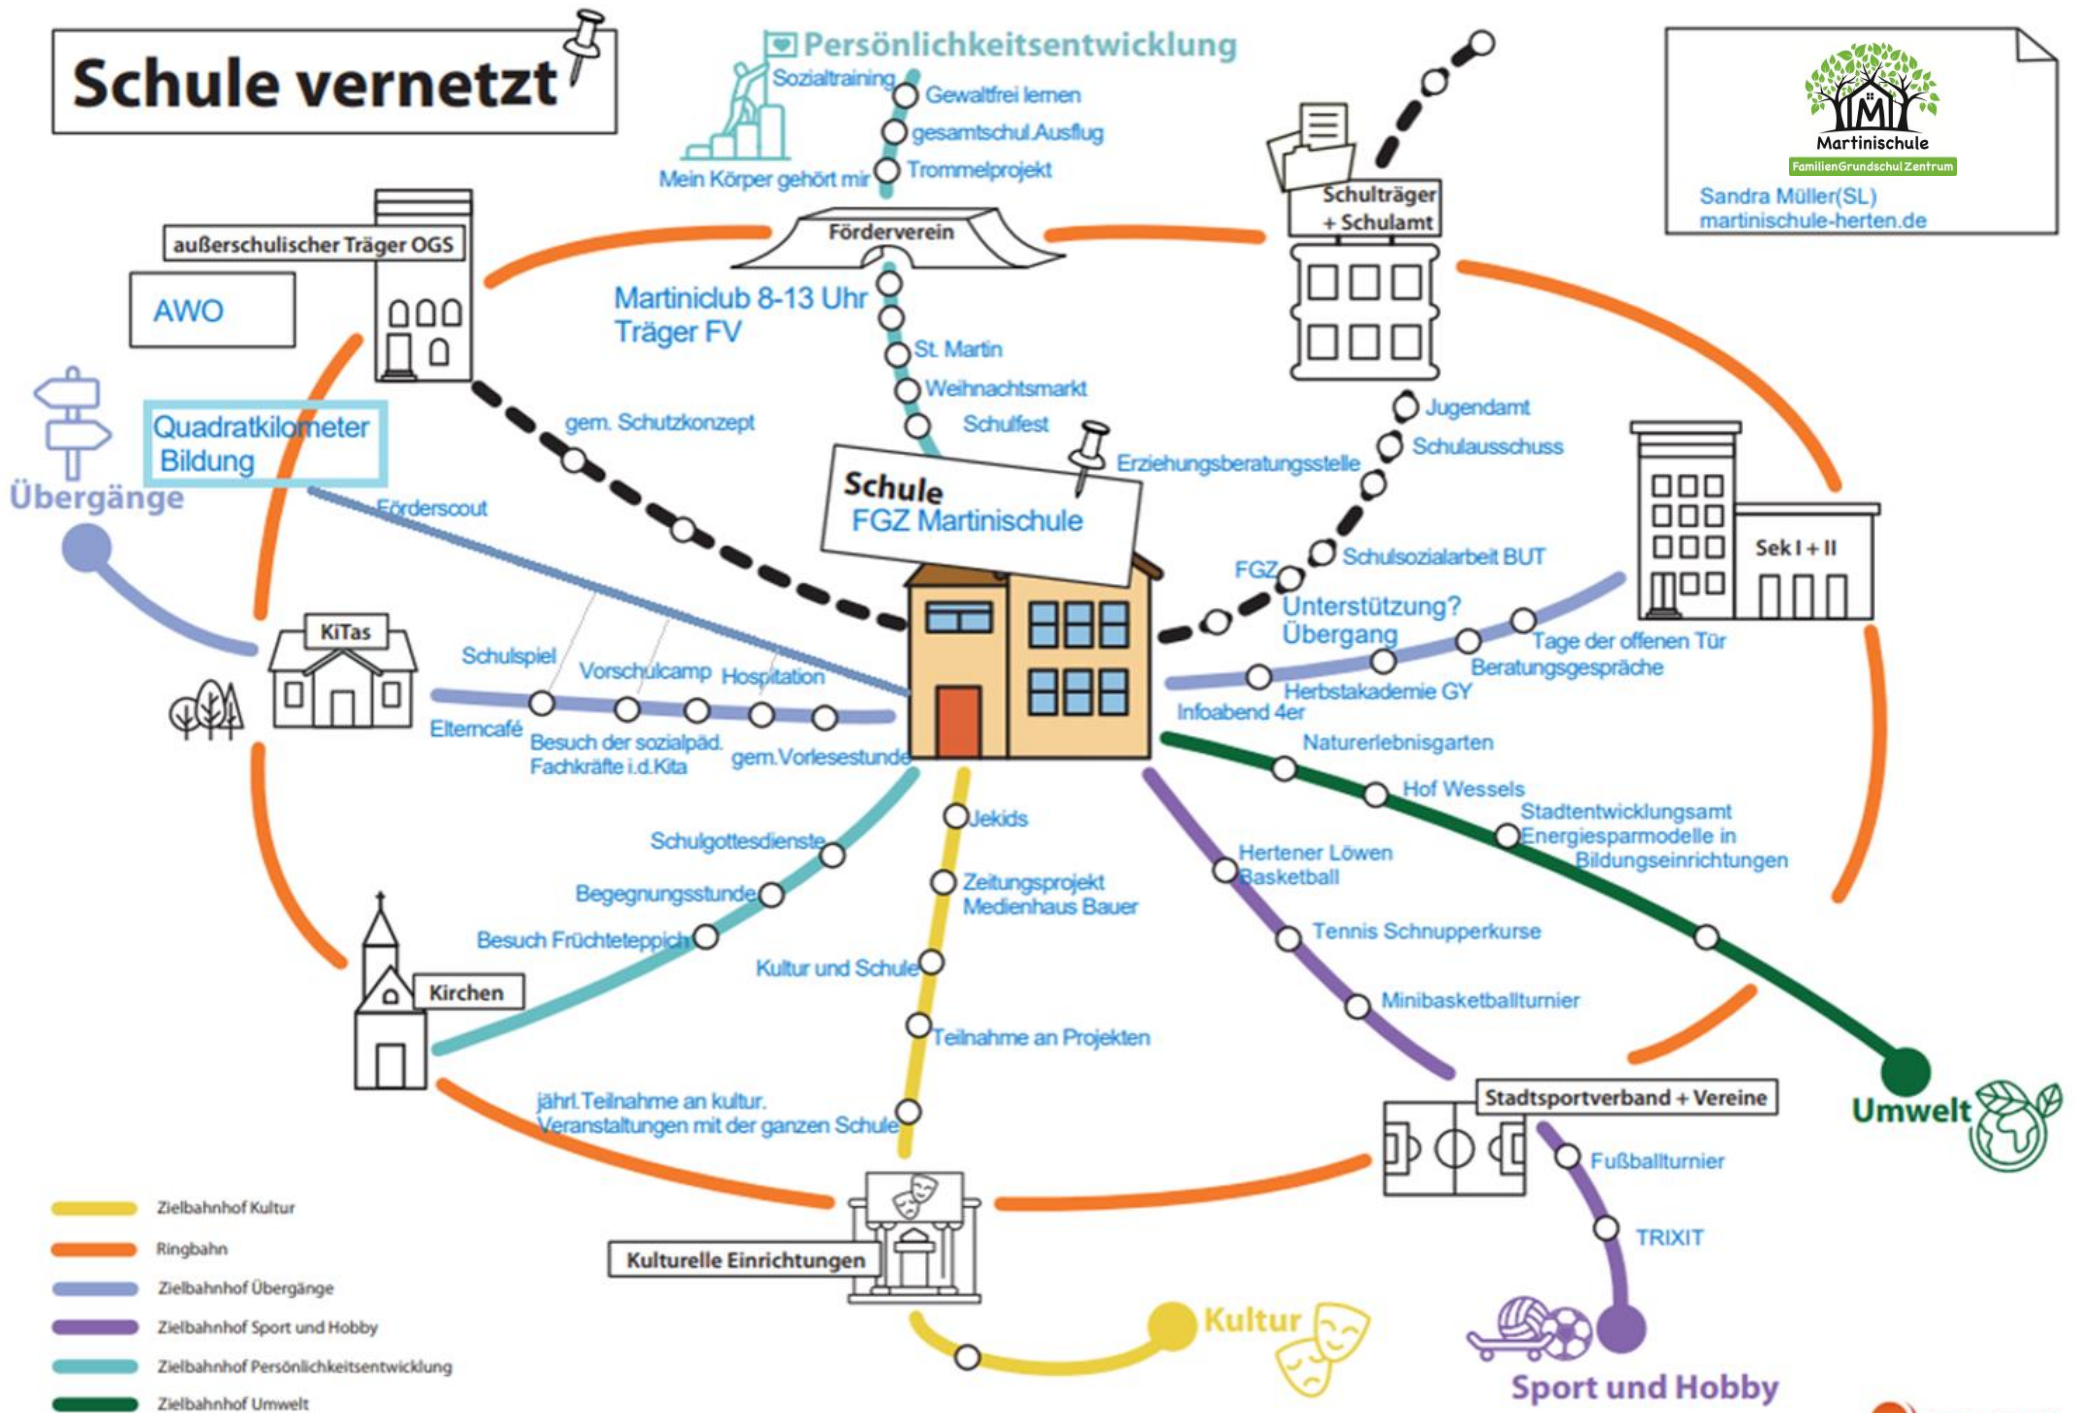 Schule vernetzt
Persönlichkeitsentwicklung
Sozialtraining
Gewaltfrei lernen
gesamtschul.Ausflug
Mein Körper gehört mir
Trommelprojekt
Martinischule
FamilienGrundschulZentrum
Sandra Müller(SL)
martinischule-herten.de
außerschulischer Träger OGS
AWO
Förderverein
Schulträger
+ Schulamt
Martiniclub 8-13 Uhr
Träger FV
St. Martin
Weihnachtsmarkt
Schulfest
gem. Schutzkonzept
Quadratkilometer
Bildung
Übergänge
Förderscout
Schule
FGZ Martinischule
Jugendamt
Schulausschuss
Erziehungsberatungsstelle
Schulsozialarbeit BUT
FGZ
Sek I + II
Unterstützung?
Übergang
Tage der offenen Tür
Beratungsgespräche
Herbstakademie GY
Infoabend 4er
KiTas
Schulspiel
Vorschulcamp
Hospitation
Elterncafé
Besuch der sozialpäd.
Fachkräfte i.d.Kita
gem.Vorlesestunde
Naturerlebnisgarten
Hof Wessels
Stadtentwicklungsamt
Energiesparmodelle in
Bildungseinrichtungen
Schulgottesdienste
Begegnungsstunde
Besuch Früchteteppich
Kirchen
Jekids
Zeitungsprojekt
Medienhaus Bauer
Kultur und Schule
Teilnahme an Projekten
jährl.Teilnahme an kultur.
Veranstaltungen mit der ganzen Schule
Hertener Löwen
Basketball
Tennis Schnupperkurse
Minibasketballturnier
Stadtsportverband + Vereine
Umwelt
Fußballturnier
TRIXIT
Kulturelle Einrichtungen
Kultur
Sport und Hobby
Zielbahnhof Kultur
Ringbahn
Zielbahnhof Übergänge
Zielbahnhof Sport und Hobby
Zielbahnhof Persönlichkeitsentwicklung
Zielbahnhof Umwelt